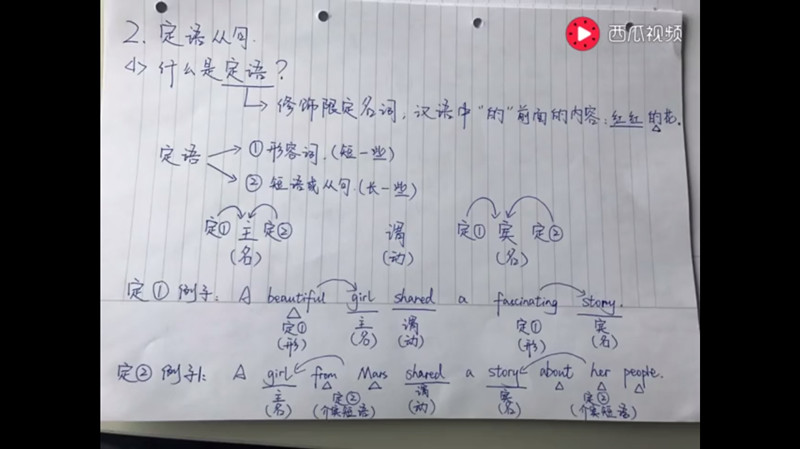 西瓜视频
2. 定语从句.
<1> 什么是定语?
修饰限定名词, 汉语中"的"前面的内容: 红红的花.
定语 ① 形容词.(短一些)
② 短语或从句.(长一些)
定① 主 定② 谓 定① 宾 定②
(名) (动) (名)
定① 例子: A beautiful girl shared a fascinating story.
定① 主 谓 定① 宾
(形) (名) (动) (形) (名)
定② 例子1: A girl from Mars shared a story about her people.
主 定② 谓 宾 定②
(名) (介宾短语) (动) (名) (介宾短语)